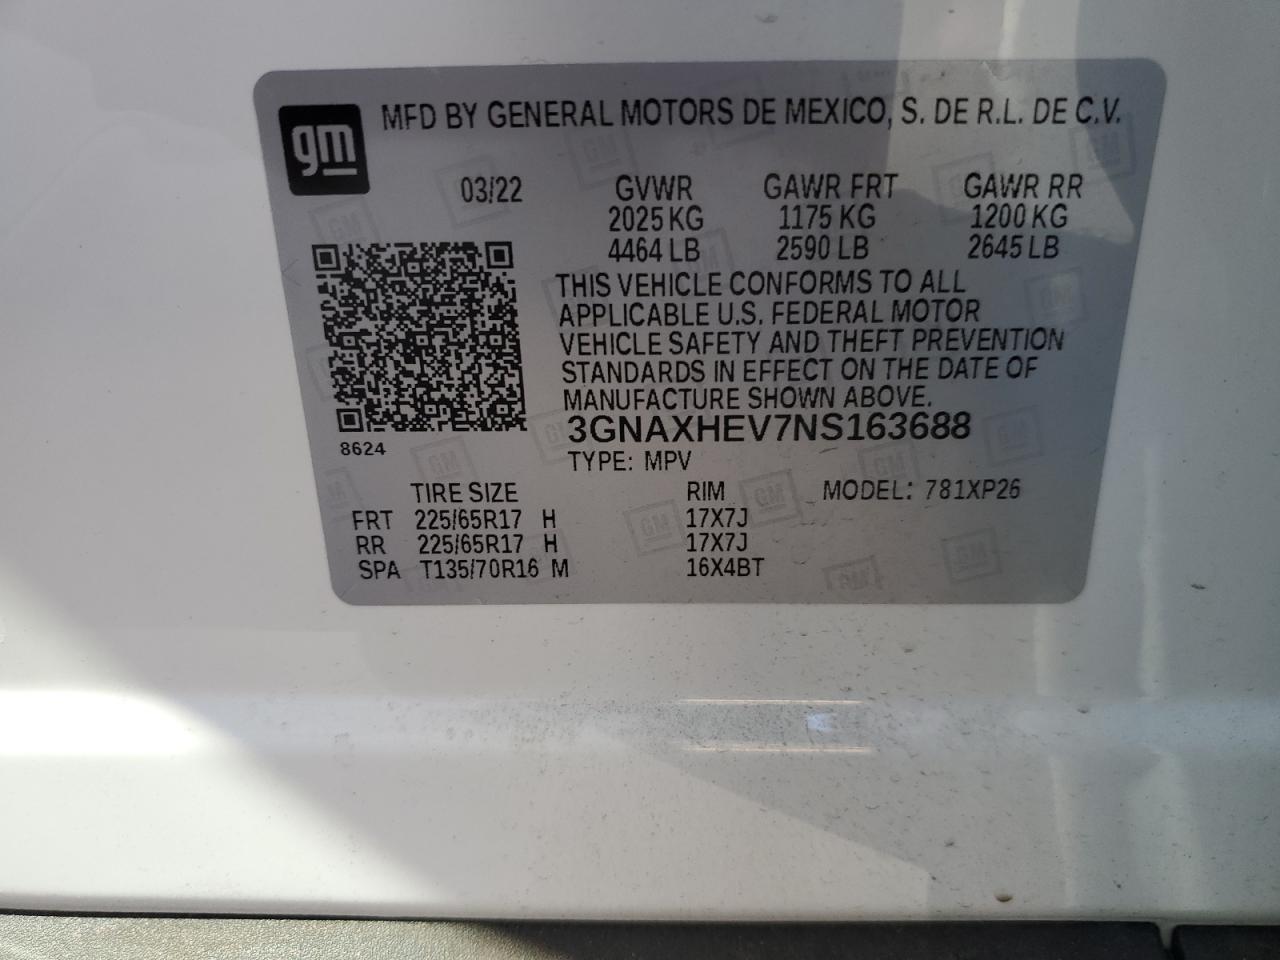 gm
MFD BY GENERAL MOTORS DE MEXICO, S. DE R.L. DE C.V.
03/22 GVWR GAWR FRT GAWR RR
2025 KG 1175 KG 1200 KG
4464 LB 2590 LB 2645 LB
THIS VEHICLE CONFORMS TO ALL
APPLICABLE U.S. FEDERAL MOTOR
VEHICLE SAFETY AND THEFT PREVENTION
STANDARDS IN EFFECT ON THE DATE OF
MANUFACTURE SHOWN ABOVE.
3GNAXHEV7NS163688
8624
TYPE: MPV
TIRE SIZE RIM MODEL: 781XP26
FRT 225/65R17 H 17X7J
RR 225/65R17 H 17X7J
SPA T135/70R16 M 16X4BT